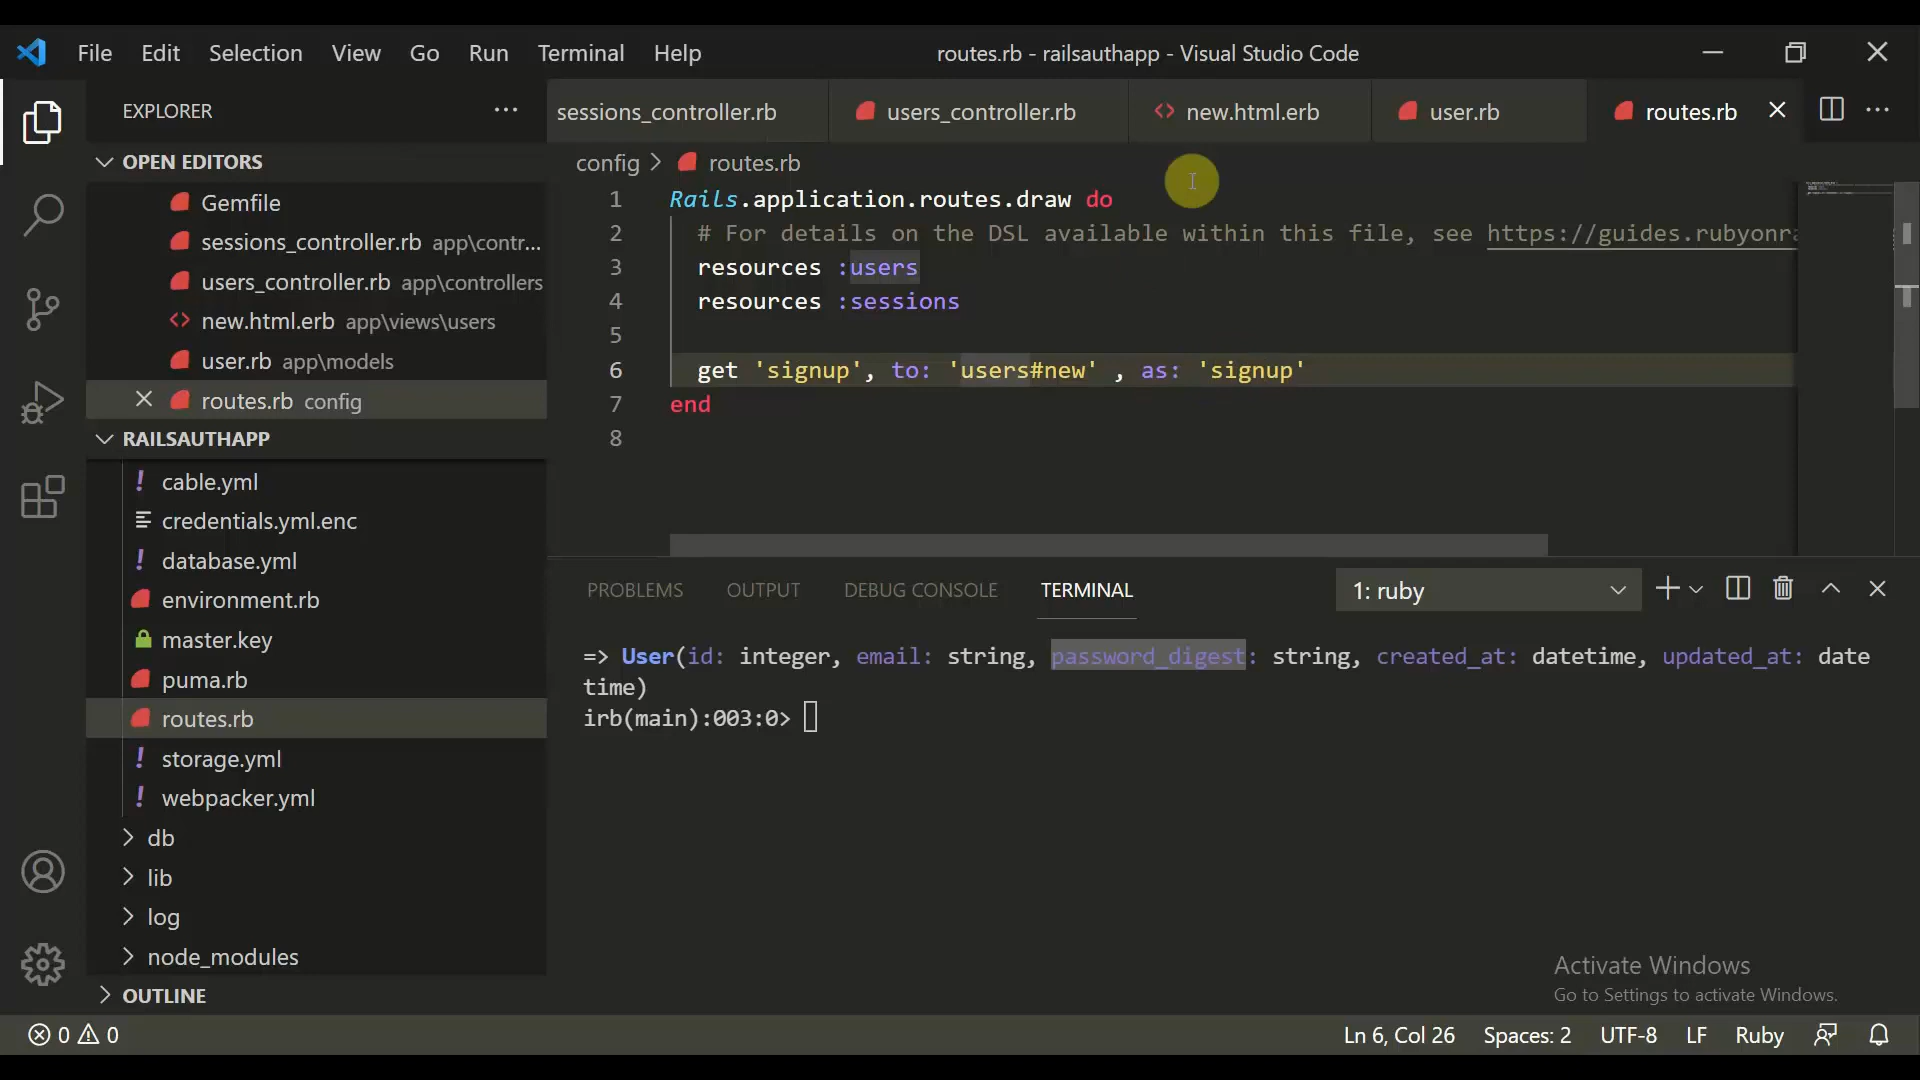 File Edit Selection View Go Run Terminal Help routes.rb - railsauthapp - Visual Studio Code
EXPLORER ...
sessions_controller.rb users_controller.rb new.html.erb user.rb routes.rb
OPEN EDITORS
Gemfile
sessions_controller.rb app\contr...
users_controller.rb app\controllers
new.html.erb app\views\users
user.rb app\models
routes.rb config
RAILSAUTHAPP
! cable.yml
credentials.yml.enc
! database.yml
environment.rb
master.key
puma.rb
routes.rb
! storage.yml
! webpacker.yml
> db
> lib
> log
> node_modules
> OUTLINE
config > routes.rb
1 Rails.application.routes.draw do
2 # For details on the DSL available within this file, see https://guides.rubyonra
3 resources :users
4 resources :sessions
5
6 get 'signup', to: 'users#new' , as: 'signup'
7 end
8
PROBLEMS OUTPUT DEBUG CONSOLE TERMINAL 1: ruby
=> User(id: integer, email: string, password_digest: string, created_at: datetime, updated_at: date
time)
irb(main):003:0>
Activate Windows
Go to Settings to activate Windows.
0 0 Ln 6, Col 26 Spaces: 2 UTF-8 LF Ruby